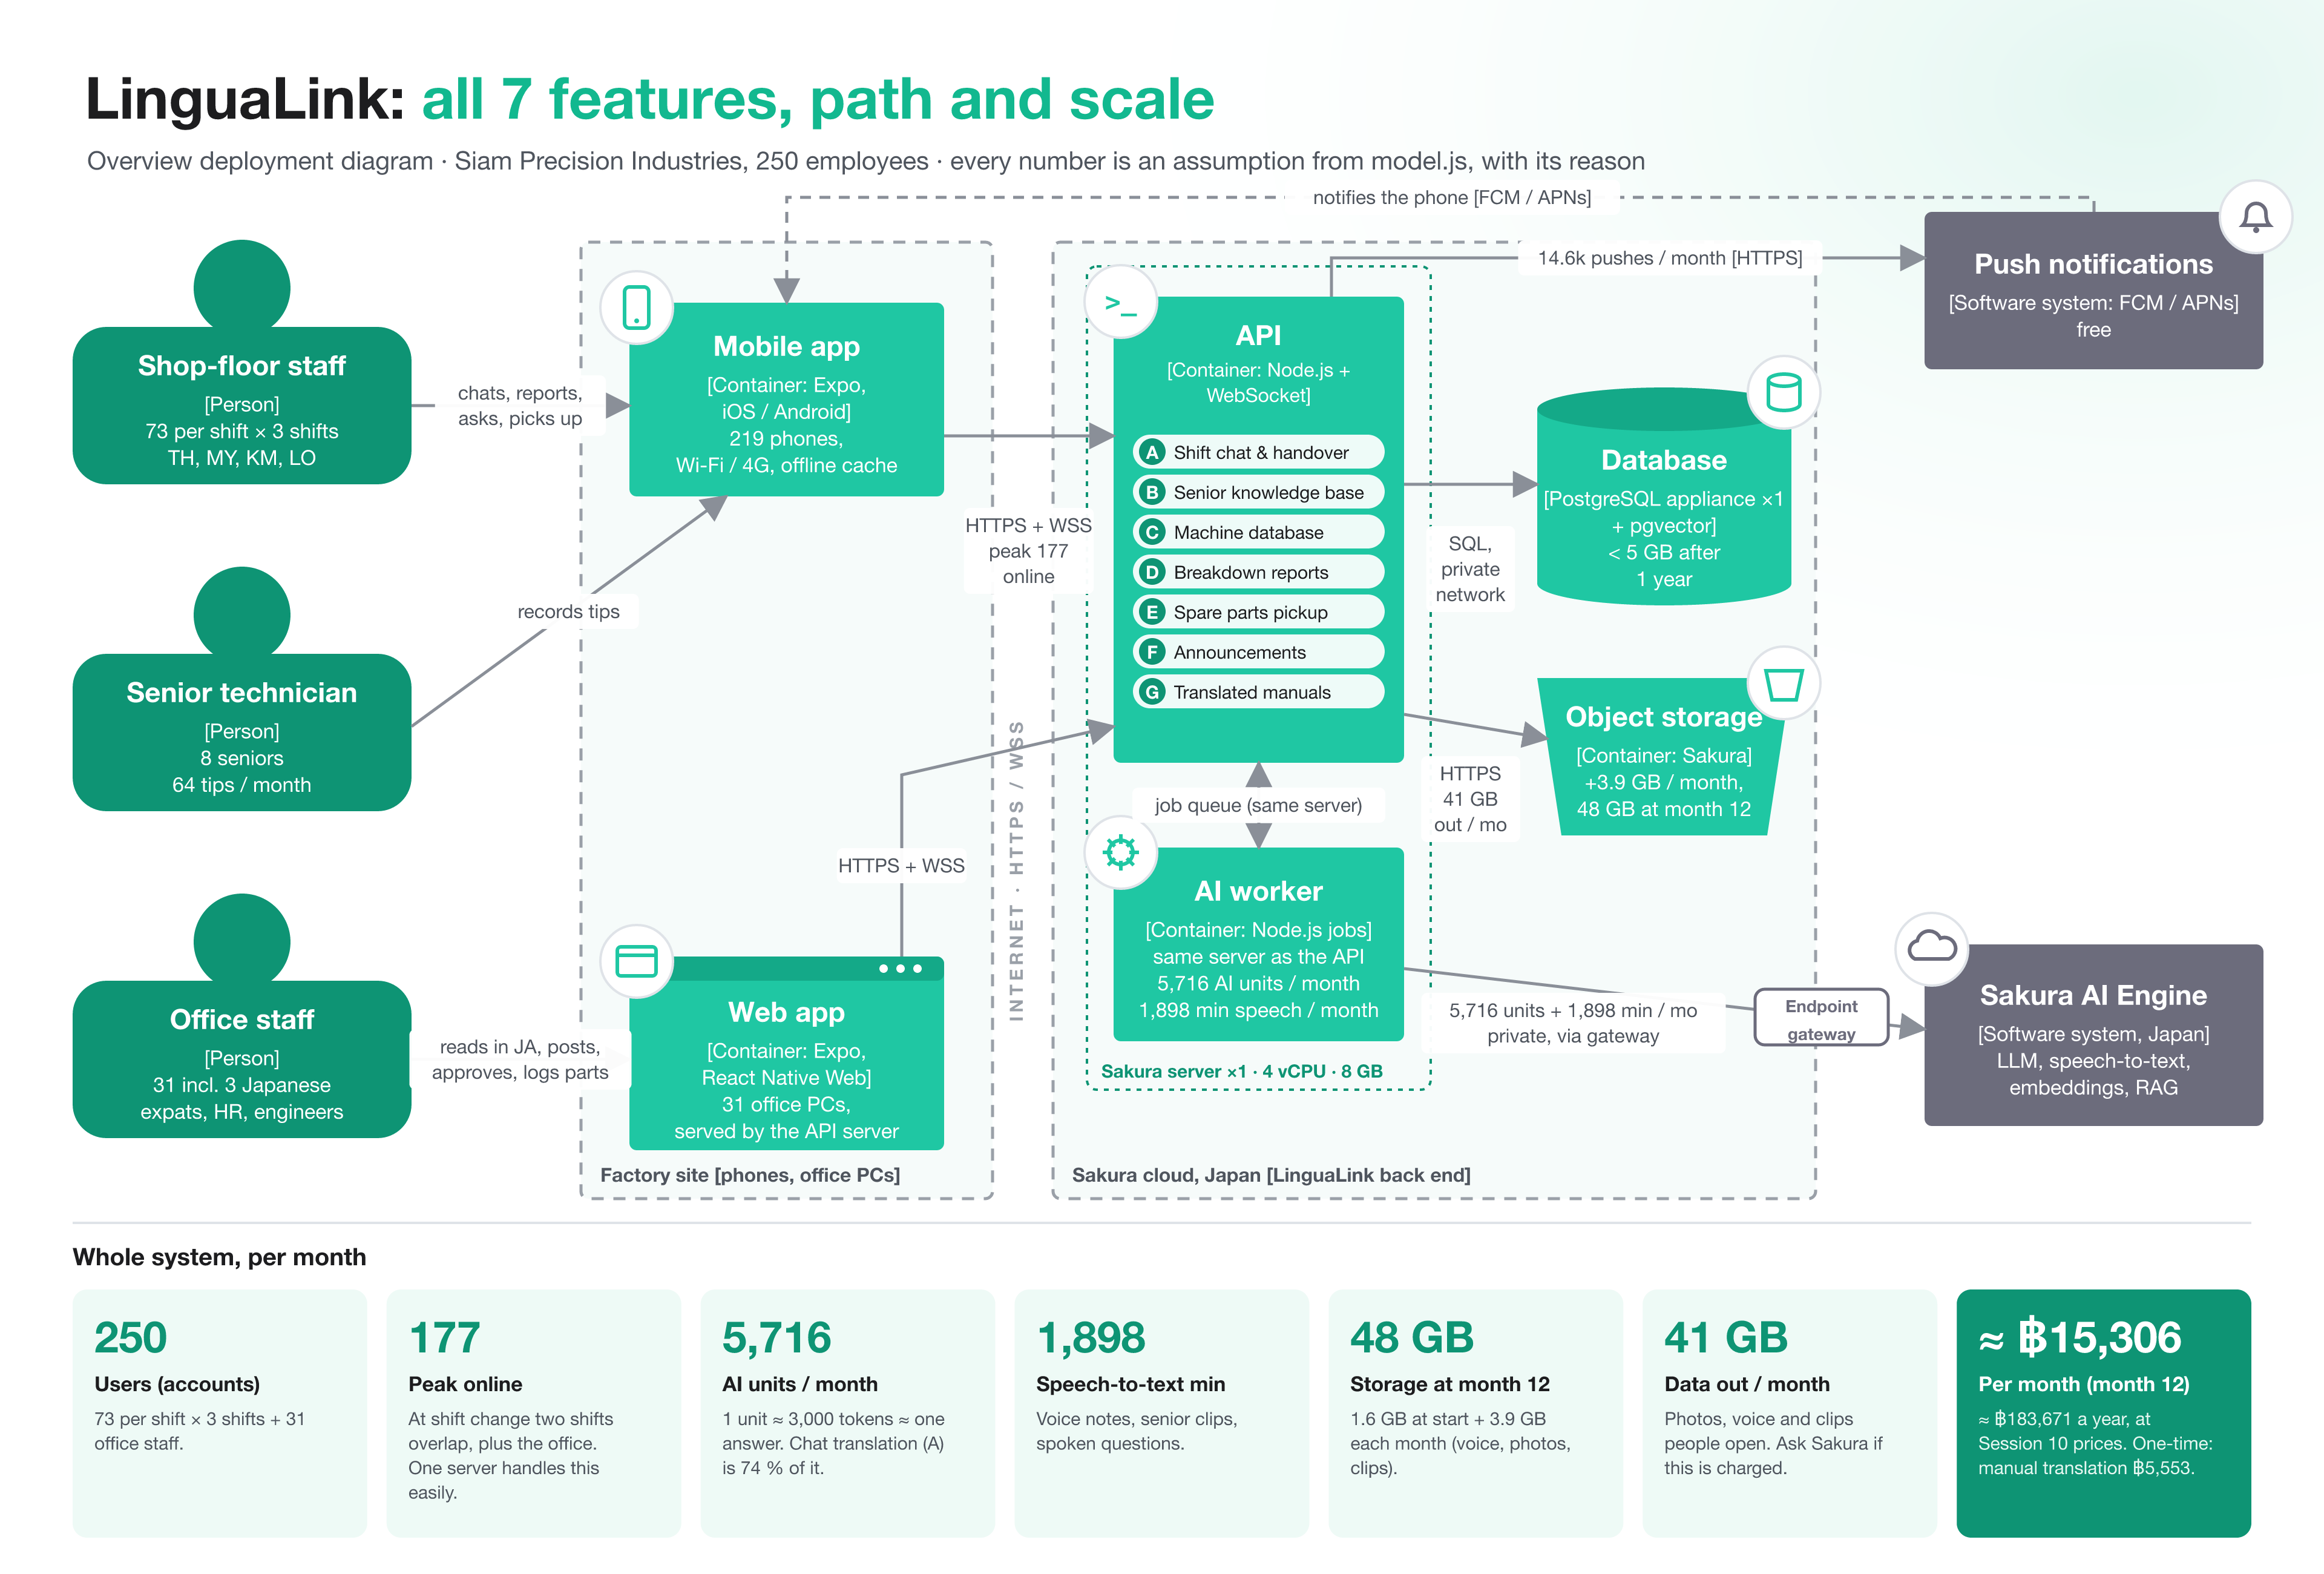 LinguaLink: all 7 features, path and scale
Overview deployment diagram · Siam Precision Industries, 250 employees · every number is an assumption from model.js, with its reason
notifies the phone [FCM / APNs]
14.6k pushes / month [HTTPS]
Push notifications
[Software system: FCM / APNs]
free
Shop-floor staff
[Person]
73 per shift × 3 shifts
TH, MY, KM, LO
chats, reports,
asks, picks up
Mobile app
[Container: Expo,
iOS / Android]
219 phones,
Wi-Fi / 4G, offline cache
>_
API
[Container: Node.js +
WebSocket]
A Shift chat & handover
B Senior knowledge base
C Machine database
D Breakdown reports
E Spare parts pickup
F Announcements
G Translated manuals
HTTPS + WSS
peak 177
online
SQL,
private
network
Database
[PostgreSQL appliance ×1
+ pgvector]
< 5 GB after
1 year
records tips
Senior technician
[Person]
8 seniors
64 tips / month
INTERNET · HTTPS / WSS
HTTPS
41 GB
out / mo
Object storage
[Container: Sakura]
+3.9 GB / month,
48 GB at month 12
job queue (same server)
HTTPS + WSS
AI worker
[Container: Node.js jobs]
same server as the API
5,716 AI units / month
1,898 min speech / month
Sakura server ×1 · 4 vCPU · 8 GB
5,716 units + 1,898 min / mo
private, via gateway
Endpoint
gateway
Sakura AI Engine
[Software system, Japan]
LLM, speech-to-text,
embeddings, RAG
Office staff
[Person]
31 incl. 3 Japanese
expats, HR, engineers
reads in JA, posts,
approves, logs parts
Web app
[Container: Expo,
React Native Web]
31 office PCs,
served by the API server
Factory site [phones, office PCs]
Sakura cloud, Japan [LinguaLink back end]
Whole system, per month
250
Users (accounts)
73 per shift × 3 shifts + 31
office staff.
177
Peak online
At shift change two shifts
overlap, plus the office.
One server handles this
easily.
5,716
AI units / month
1 unit ≈ 3,000 tokens ≈ one
answer. Chat translation (A)
is 74 % of it.
1,898
Speech-to-text min
Voice notes, senior clips,
spoken questions.
48 GB
Storage at month 12
1.6 GB at start + 3.9 GB
each month (voice, photos,
clips).
41 GB
Data out / month
Photos, voice and clips
people open. Ask Sakura if
this is charged.
≈ ฿15,306
Per month (month 12)
≈ ฿183,671 a year, at
Session 10 prices. One-time:
manual translation ฿5,553.